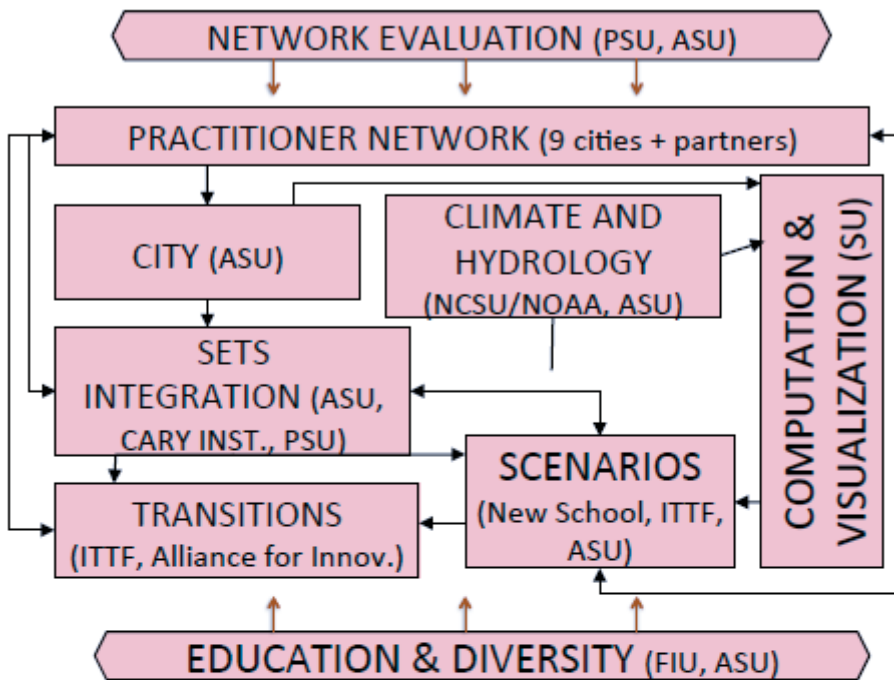 NETWORK EVALUATION (PSU, ASU)
PRACTITIONER NETWORK (9 cities + partners)
CITY (ASU)
CLIMATE AND
HYDROLOGY
(NCSU/NOAA, ASU)
COMPUTATION &
VISUALIZATION (SU)
SETS
INTEGRATION (ASU,
CARY INST., PSU)
SCENARIOS
(New School, ITTF,
ASU)
TRANSITIONS
(ITTF, Alliance for Innov.)
EDUCATION & DIVERSITY (FIU, ASU)